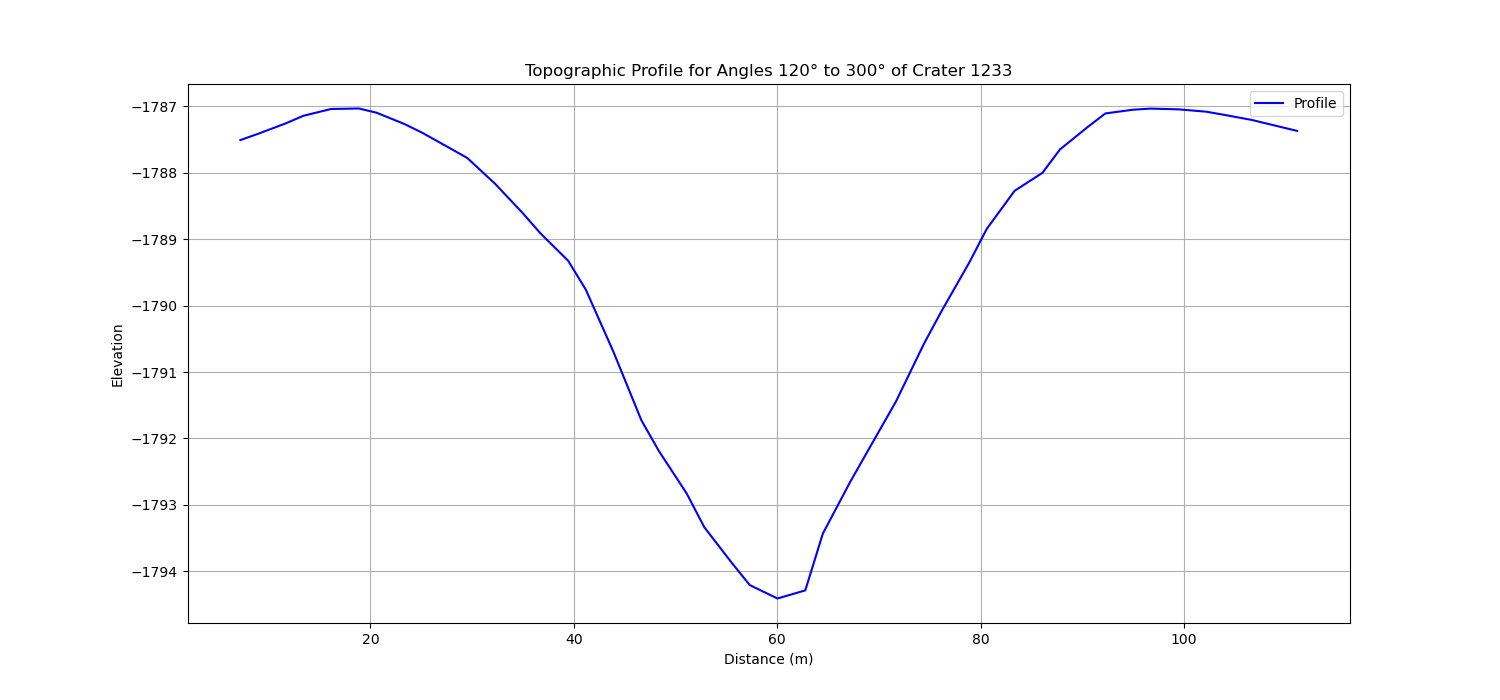 Topographic Profile for Angles 120° to 300° of Crater 1233
Profile
−1787
−1788
−1789
−1790
−1791
−1792
−1793
−1794
Elevation
20 40 60 80 100
Distance (m)